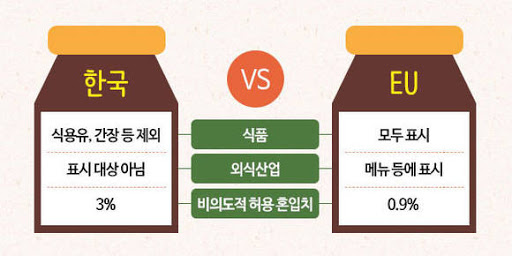 한국
VS
EU
식용유, 간장 등 제외
식품
모두 표시
표시 대상 아님
외식산업
메뉴 등에 표시
3%
비의도적 허용 혼입치
0.9%